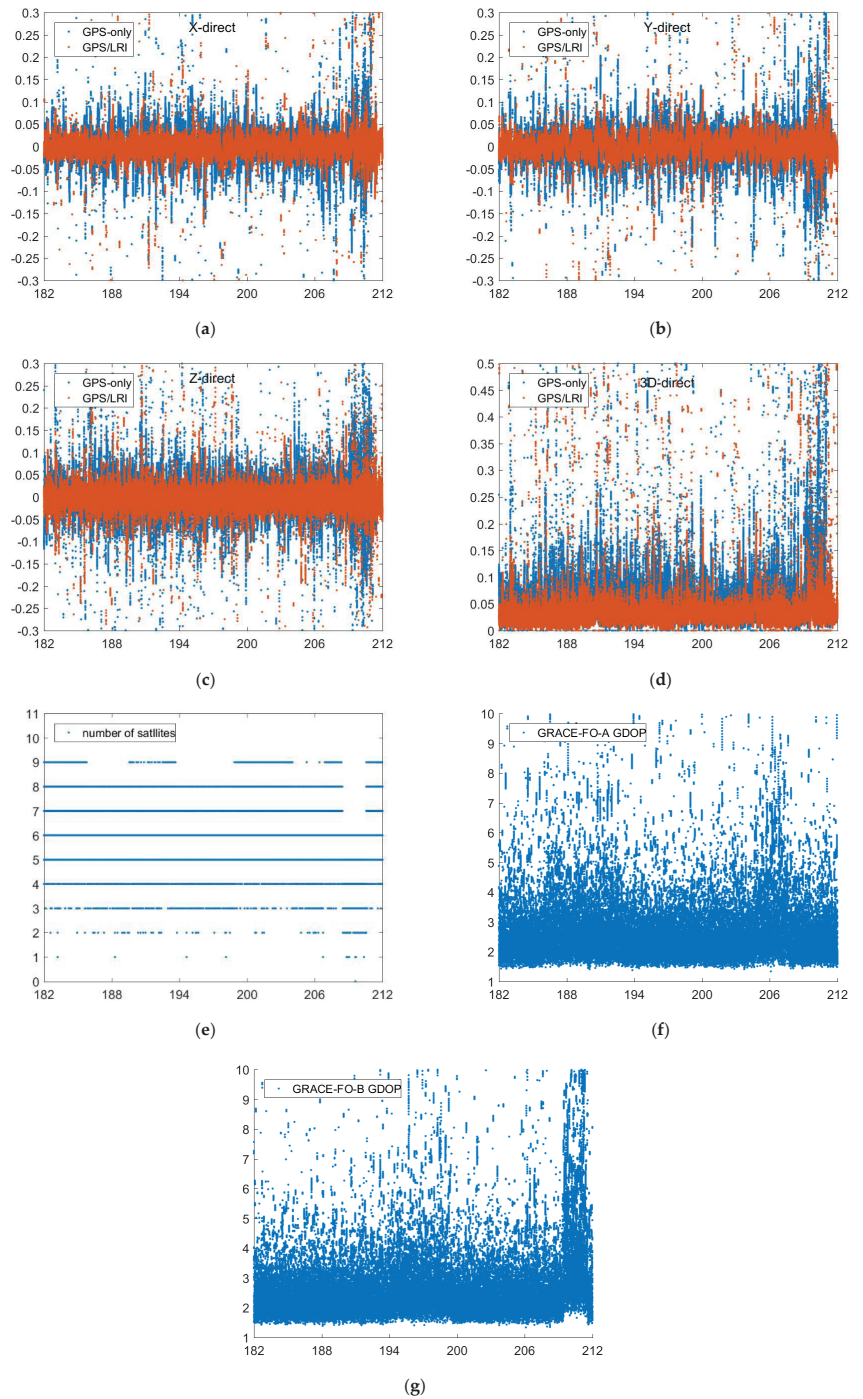 X-direct
GPS-only
GPS/LRI
0.3
0.25
0.2
0.15
0.1
0.05
0
-0.05
-0.1
-0.15
-0.2
-0.25
-0.3
182 188 194 200 206 212
(a)
Y-direct
GPS-only
GPS/LRI
0.3
0.25
0.2
0.15
0.1
0.05
0
-0.05
-0.1
-0.15
-0.2
-0.25
-0.3
182 188 194 200 206 212
(b)
Z-direct
GPS-only
GPS/LRI
0.3
0.25
0.2
0.15
0.1
0.05
0
-0.05
-0.1
-0.15
-0.2
-0.25
-0.3
182 188 194 200 206 212
(c)
3D-direct
GPS-only
GPS/LRI
0.5
0.45
0.4
0.35
0.3
0.25
0.2
0.15
0.1
0.05
0
182 188 194 200 206 212
(d)
number of satllites
11
10
9
8
7
6
5
4
3
2
1
0
182 188 194 200 206 212
(e)
GRACE-FO-A GDOP
10
9
8
7
6
5
4
3
2
1
182 188 194 200 206 212
(f)
GRACE-FO-B GDOP
10
9
8
7
6
5
4
3
2
1
182 188 194 200 206 212
(g)